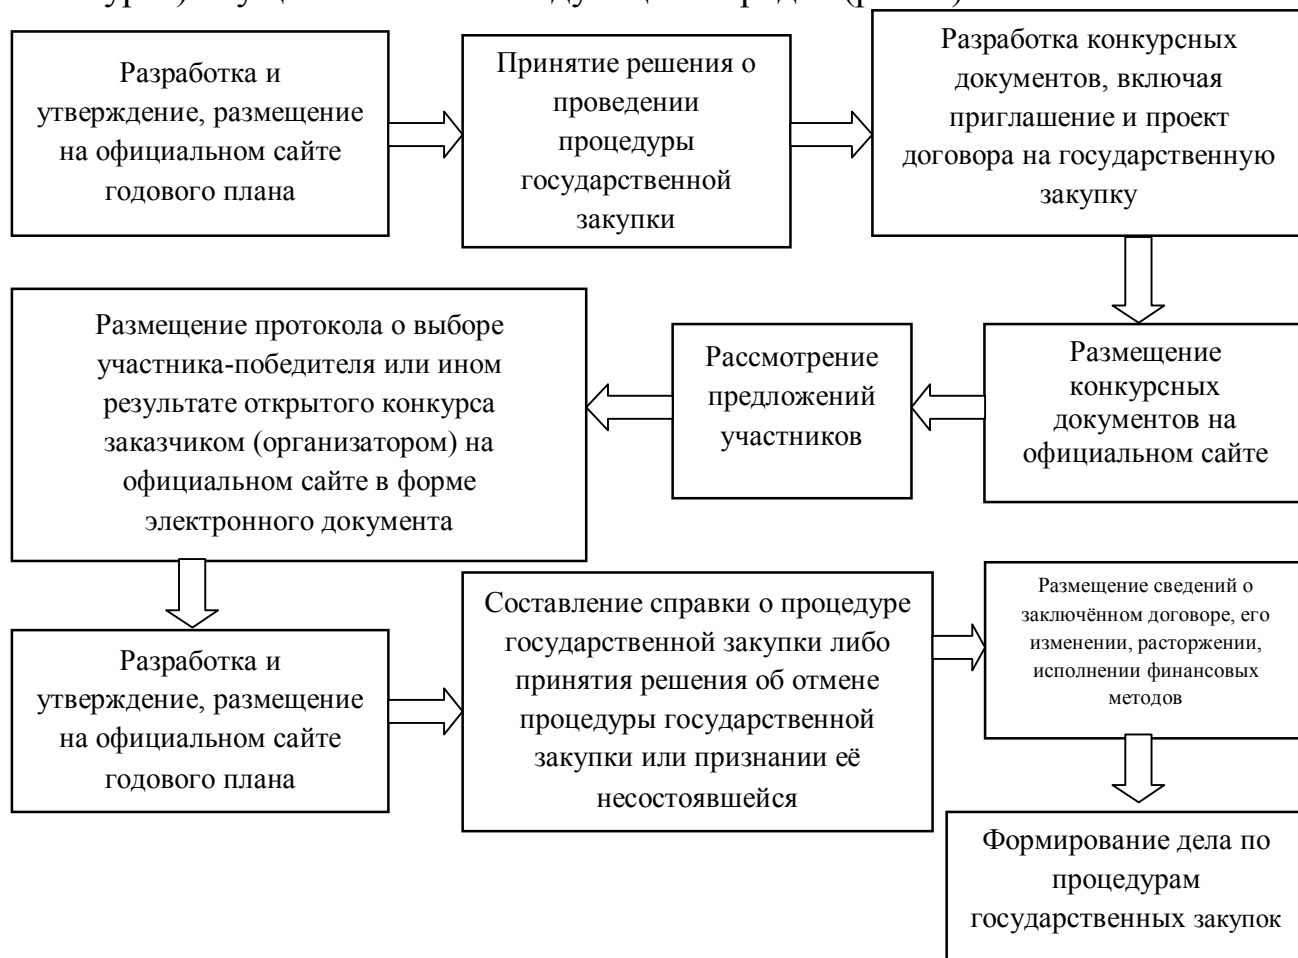 Разработка и
утверждение, размещение
на официальном сайте
годового плана
Принятие решения о
проведении
процедуры
государственной
закупки
Разработка конкурсных
документов, включая
приглашение и проект
договора на государственную
закупку
Размещение
конкурсных
документов на
официальном сайте
Рассмотрение
предложений
участников
Размещение протокола о выборе
участника-победителя или ином
результате открытого конкурса
заказчиком (организатором) на
официальном сайте в форме
электронного документа
Разработка и
утверждение, размещение
на официальном сайте
годового плана
Составление справки о процедуре
государственной закупки либо
принятия решения об отмене
процедуры государственной
закупки или признании её
несостоявшейся
Размещение сведений о
заключённом договоре, его
изменении, расторжении,
исполнении финансовых
методов
Формирование дела по
процедурам
государственных закупок